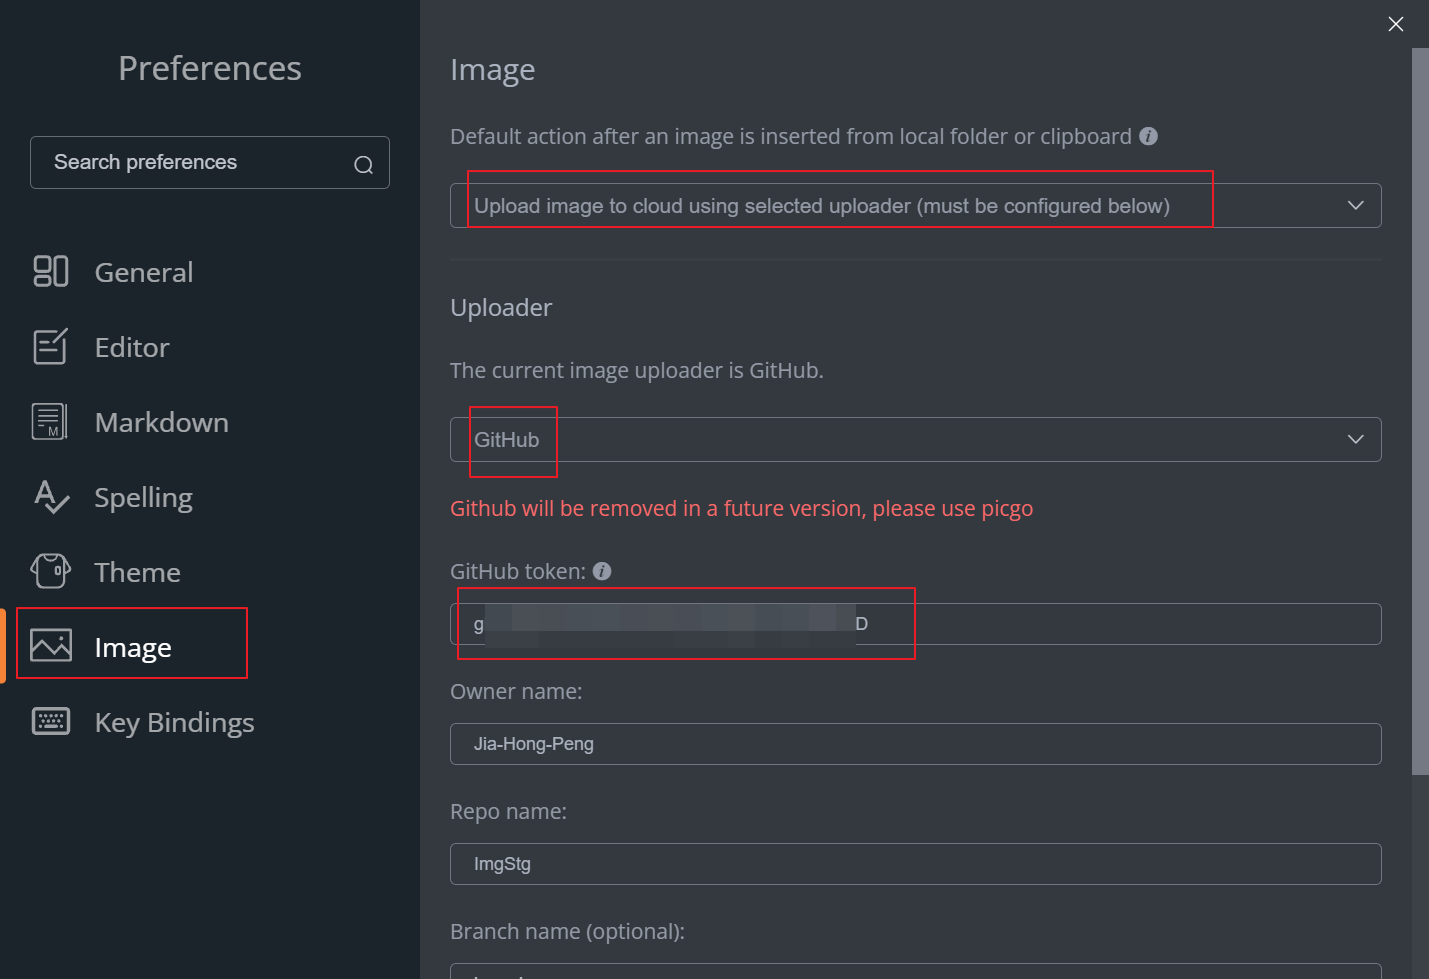 Preferences
Search preferences
General
Editor
Markdown
Spelling
Theme
Image
Key Bindings
Image
Default action after an image is inserted from local folder or clipboard
Upload image to cloud using selected uploader (must be configured below)
Uploader
The current image uploader is GitHub.
GitHub
Github will be removed in a future version, please use picgo
GitHub token:
g
D
Owner name:
Jia-Hong-Peng
Repo name:
ImgStg
Branch name (optional):